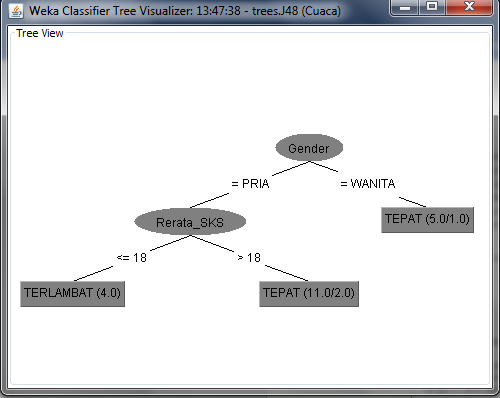 Weka Classifier Tree Visualizer: 13:47:38 - trees.J48 (Cuaca)
Tree View
Gender
= PRIA
= WANITA
Rerata_SKS
TEPAT (5.0/1.0)
<= 18
> 18
TERLAMBAT (4.0)
TEPAT (11.0/2.0)